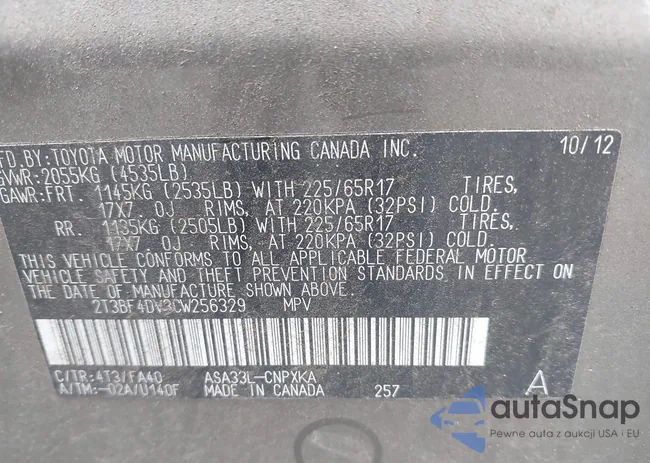 MFD.BY:TOYOTA MOTOR MANUFACTURING CANADA INC. 10/12
GVWR:2055KG (4535LB)
GAWR:FRT. 1145KG (2535LB) WITH 225/65R17 TIRES,
17X7 0J RIMS, AT 220KPA (32PSI) COLD.
RR. 1135KG (2505LB) WITH 225/65R17 TIRES,
17X7 0J RIMS, AT 220KPA (32PSI) COLD.
THIS VEHICLE CONFORMS TO ALL APPLICABLE FEDERAL MOTOR
VEHICLE SAFETY AND THEFT PREVENTION STANDARDS IN EFFECT ON
THE DATE OF MANUFACTURE SHOWN ABOVE.
2T3BF4DV3CW256329 MPV
C/TR:4T3/FA40 ASA33L-CNPXKA
A/TM:-02A/U140F MADE IN CANADA 257 A
autaSnap
Pewne auta z aukcji USA i EU